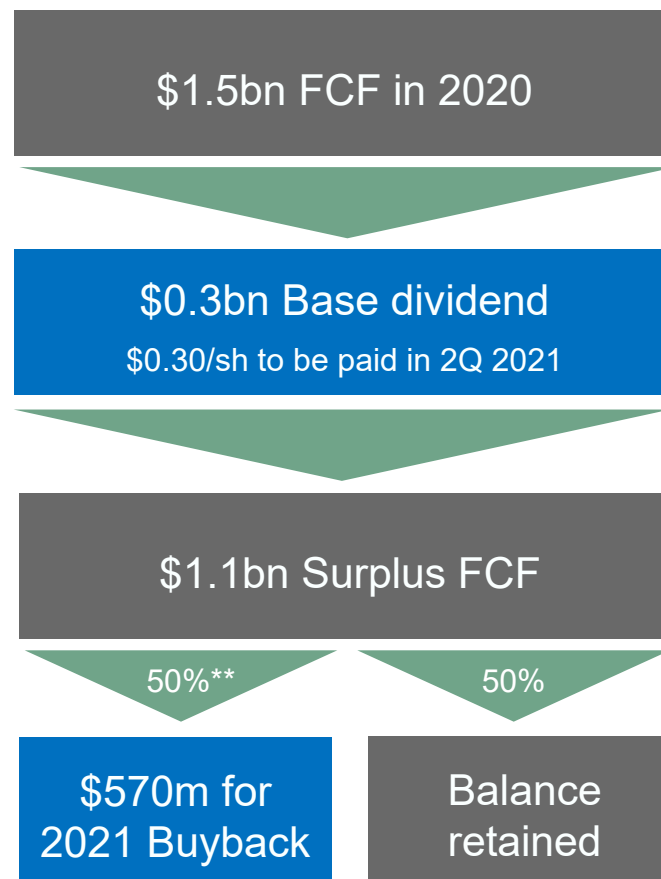 $1.5bn FCF in 2020
$0.3bn Base dividend
$0.30/sh to be paid in 2Q 2021
$1.1bn Surplus FCF
50%**
50%
$570m for
2021 Buyback
Balance
retained